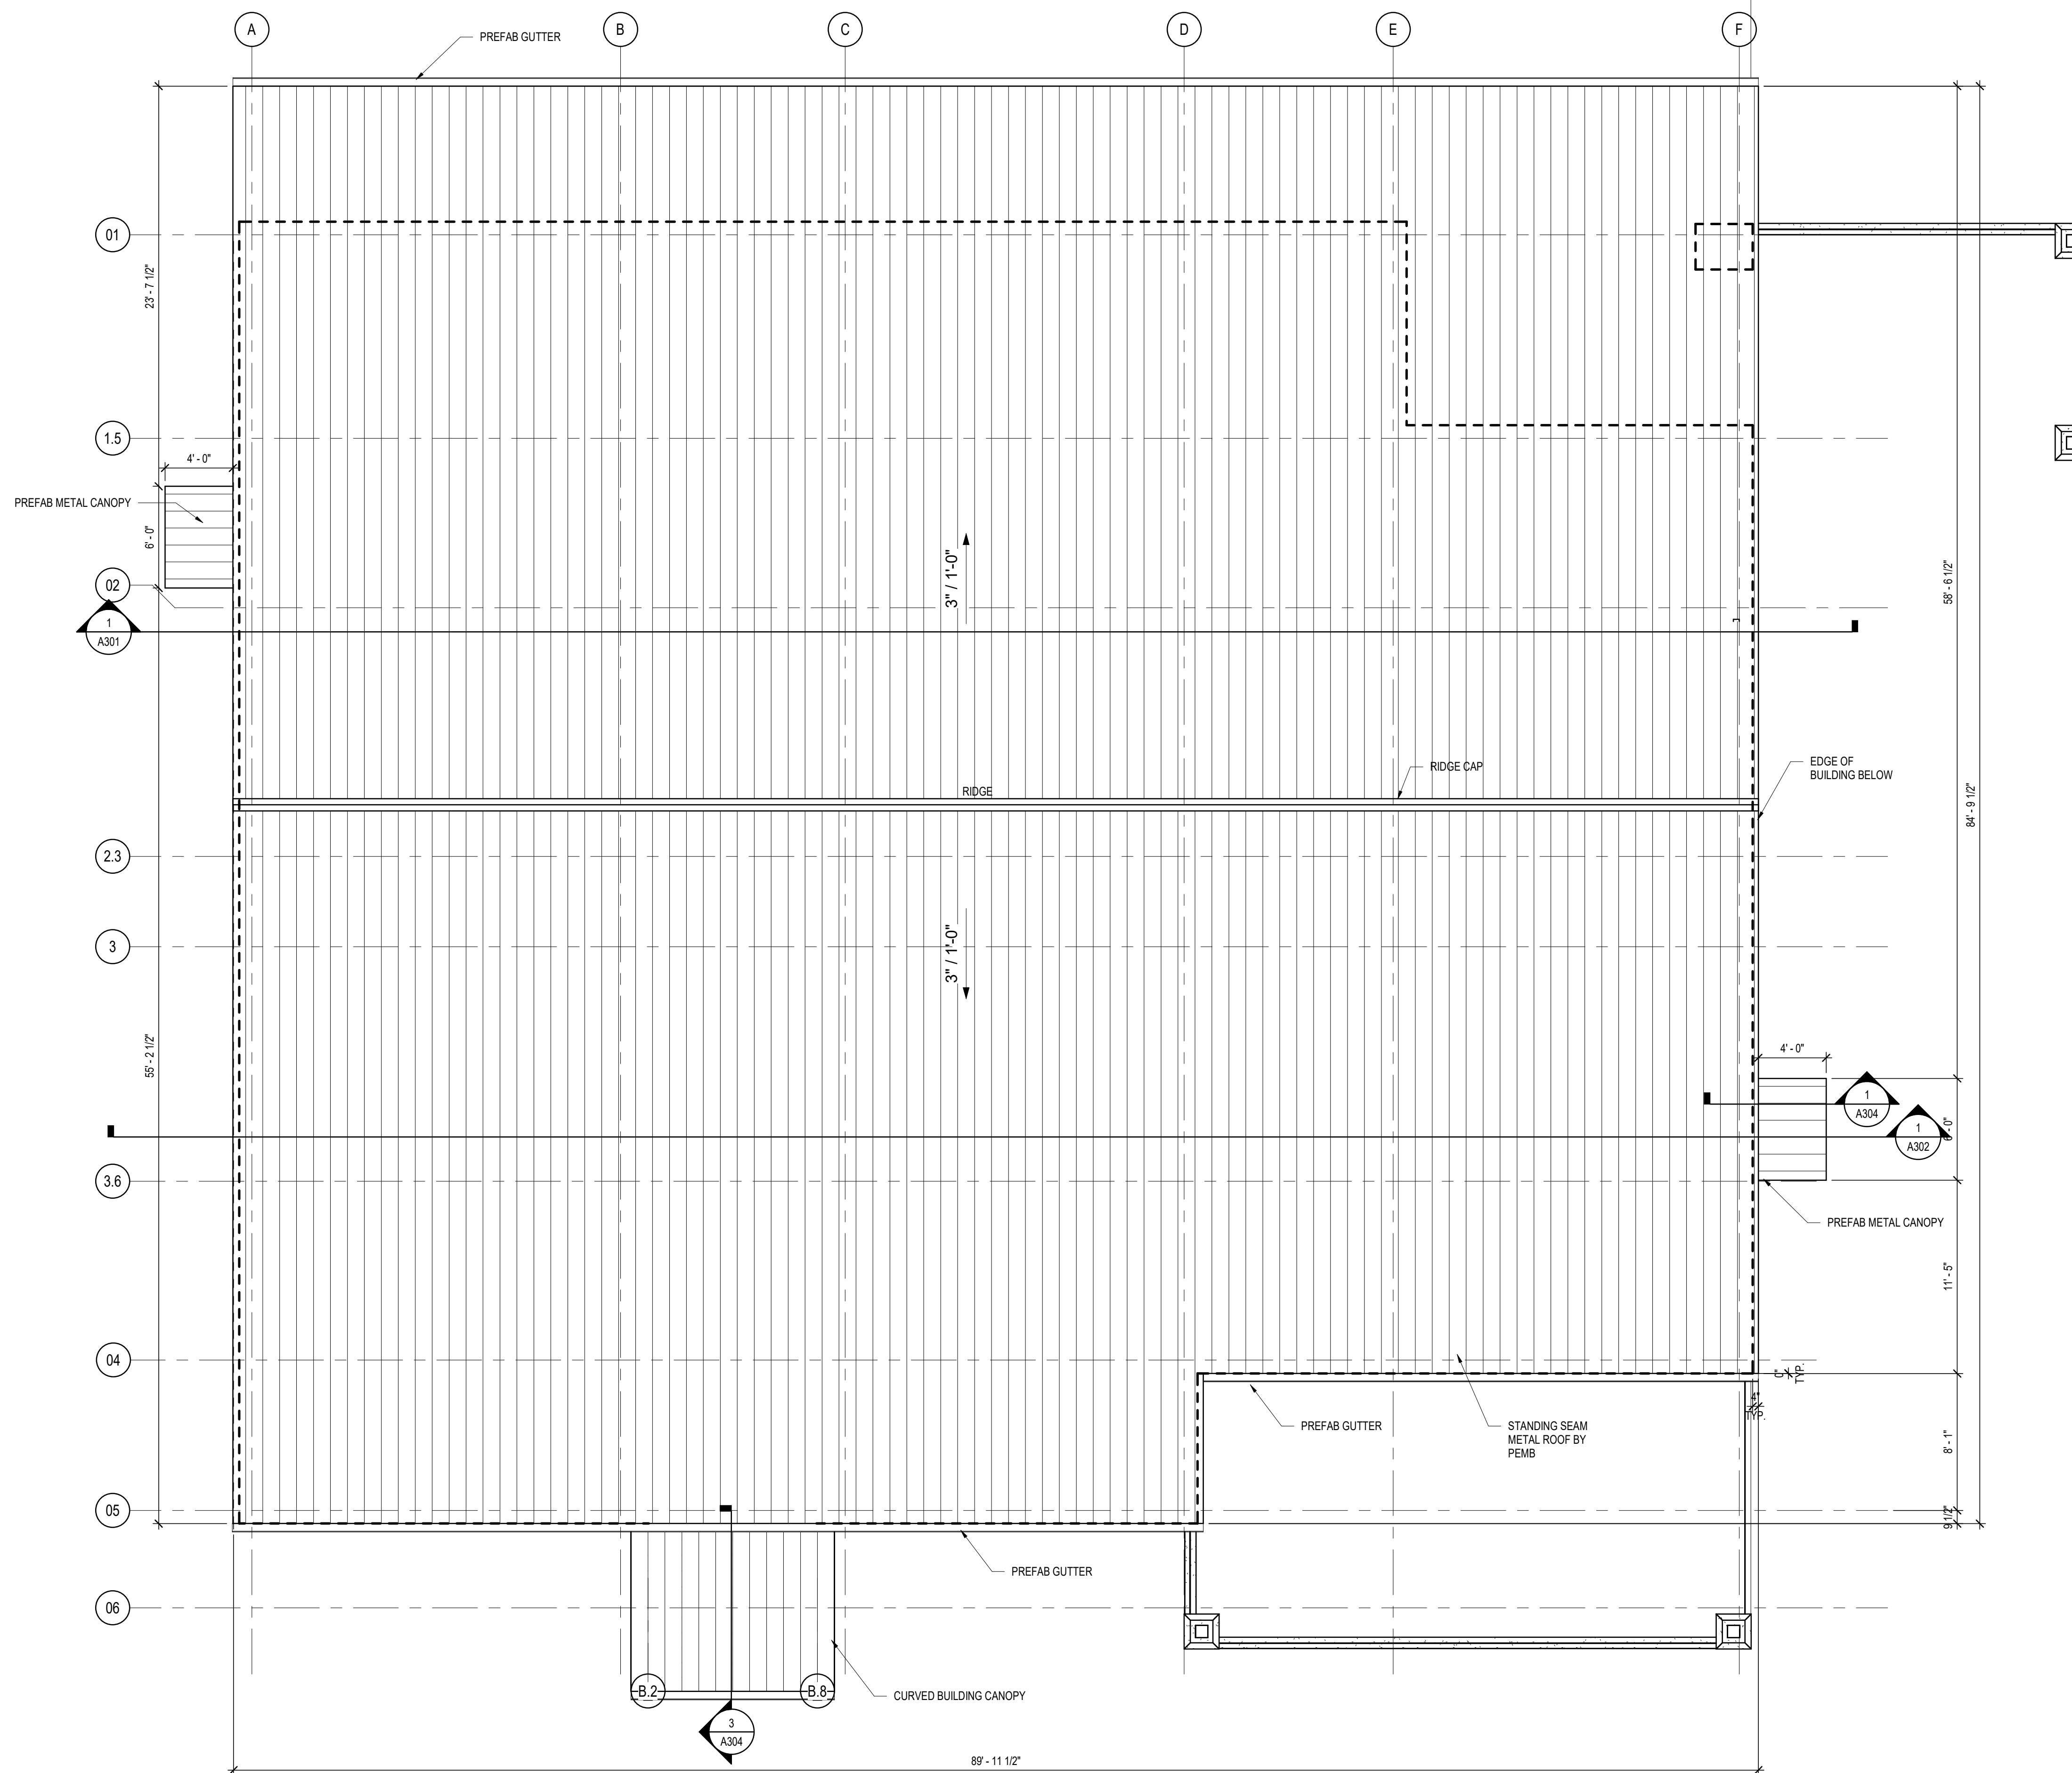 A
B
C
D
E
F
PREFAB GUTTER
01
23' - 7 1/2"
1.5
4' - 0"
PREFAB METAL CANOPY
6' - 0"
02
3" / 1'-0"
58' - 6 1/2"
1
A301
RIDGE CAP
RIDGE
EDGE OF
BUILDING BELOW
84' - 9 1/2"
2.3
3
3" / 1'-0"
55' - 2 1/2"
4' - 0"
1
A304
6' - 0"
1
A302
3.6
PREFAB METAL CANOPY
11' - 5"
04
0"
TYP.
4"
TYP.
PREFAB GUTTER
STANDING SEAM
METAL ROOF BY
PEMB
8' - 1"
05
9 1/2"
PREFAB GUTTER
06
B.2
B.8
CURVED BUILDING CANOPY
3
A304
89' - 11 1/2"